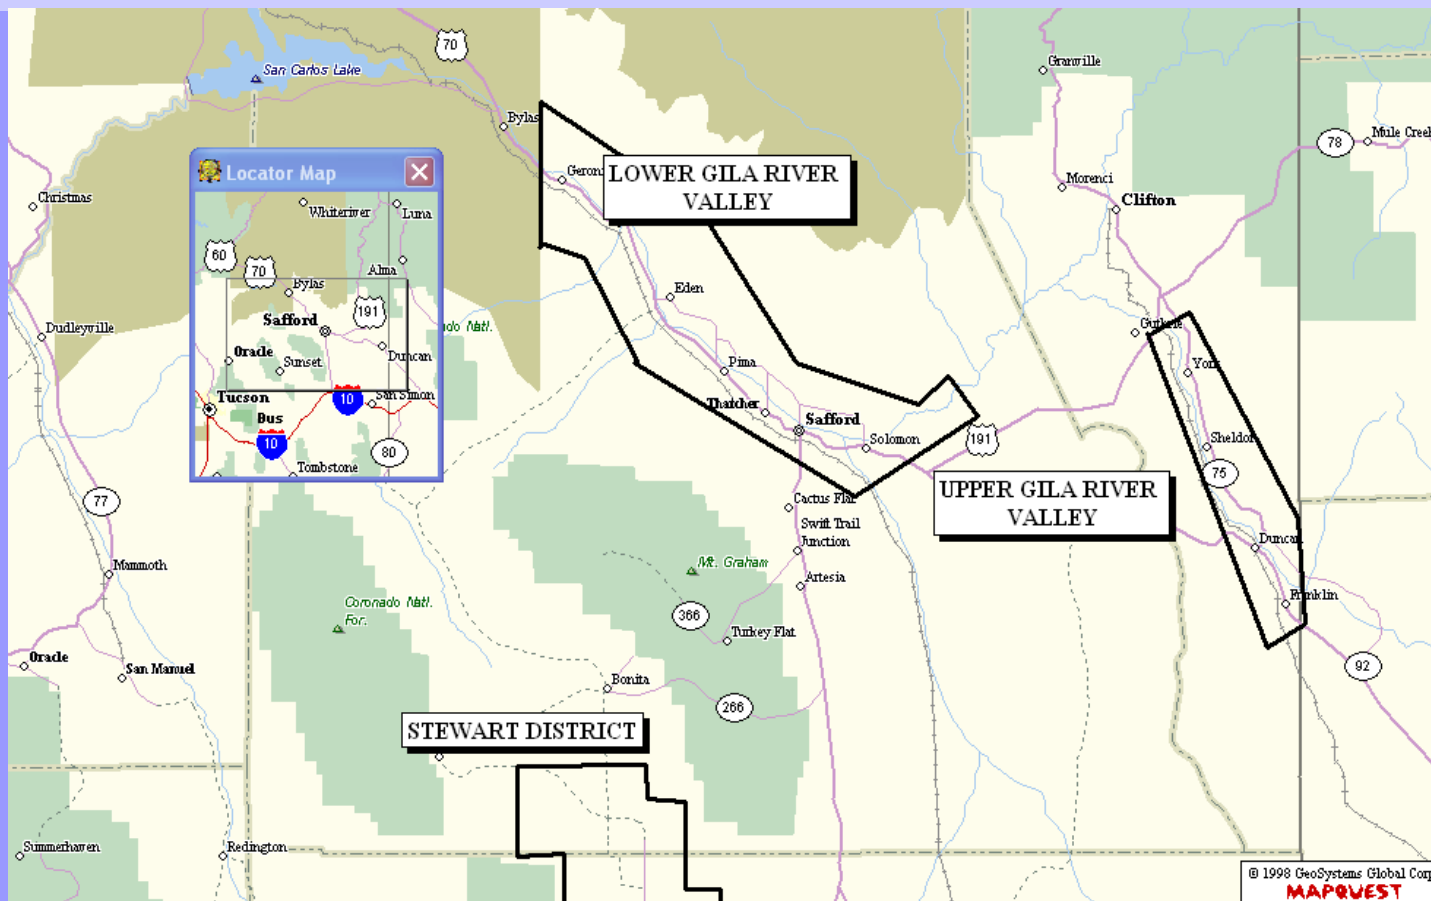 70
San Carlos Lake
Granville
Bylas
78
Mule Creek
Locator Map
Whiteriver
Luna
60
70
Alma
Bylas
191
Safford
Duncan
Oracle
Sunset
10
San Simon
Tucson
Bus
10
80
Tombstone
LOWER GILA RIVER
VALLEY
Morenci
Clifton
Christmas
Eden
Dudleyville
Guthrie
Pima
York
Thatcher
Safford
Solomon
191
Sheldon
75
77
Cactus Flat
UPPER GILA RIVER
VALLEY
Swift Trail
Junction
Duncan
Mammoth
Mt. Graham
Artesia
Coronado Natl.
For.
366
Franklin
Turkey Flat
Oracle
San Manuel
92
Bonita
266
STEWART DISTRICT
Summerhaven
Redington
© 1998 GeoSystems Global Corp
MAPQUEST